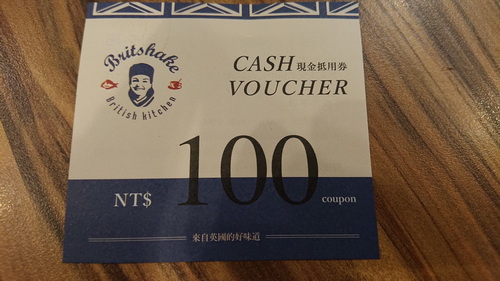 Britshake
British kitchen
CASH 現金抵用券
VOUCHER
NT$ 100 coupon
來自英國的好味道